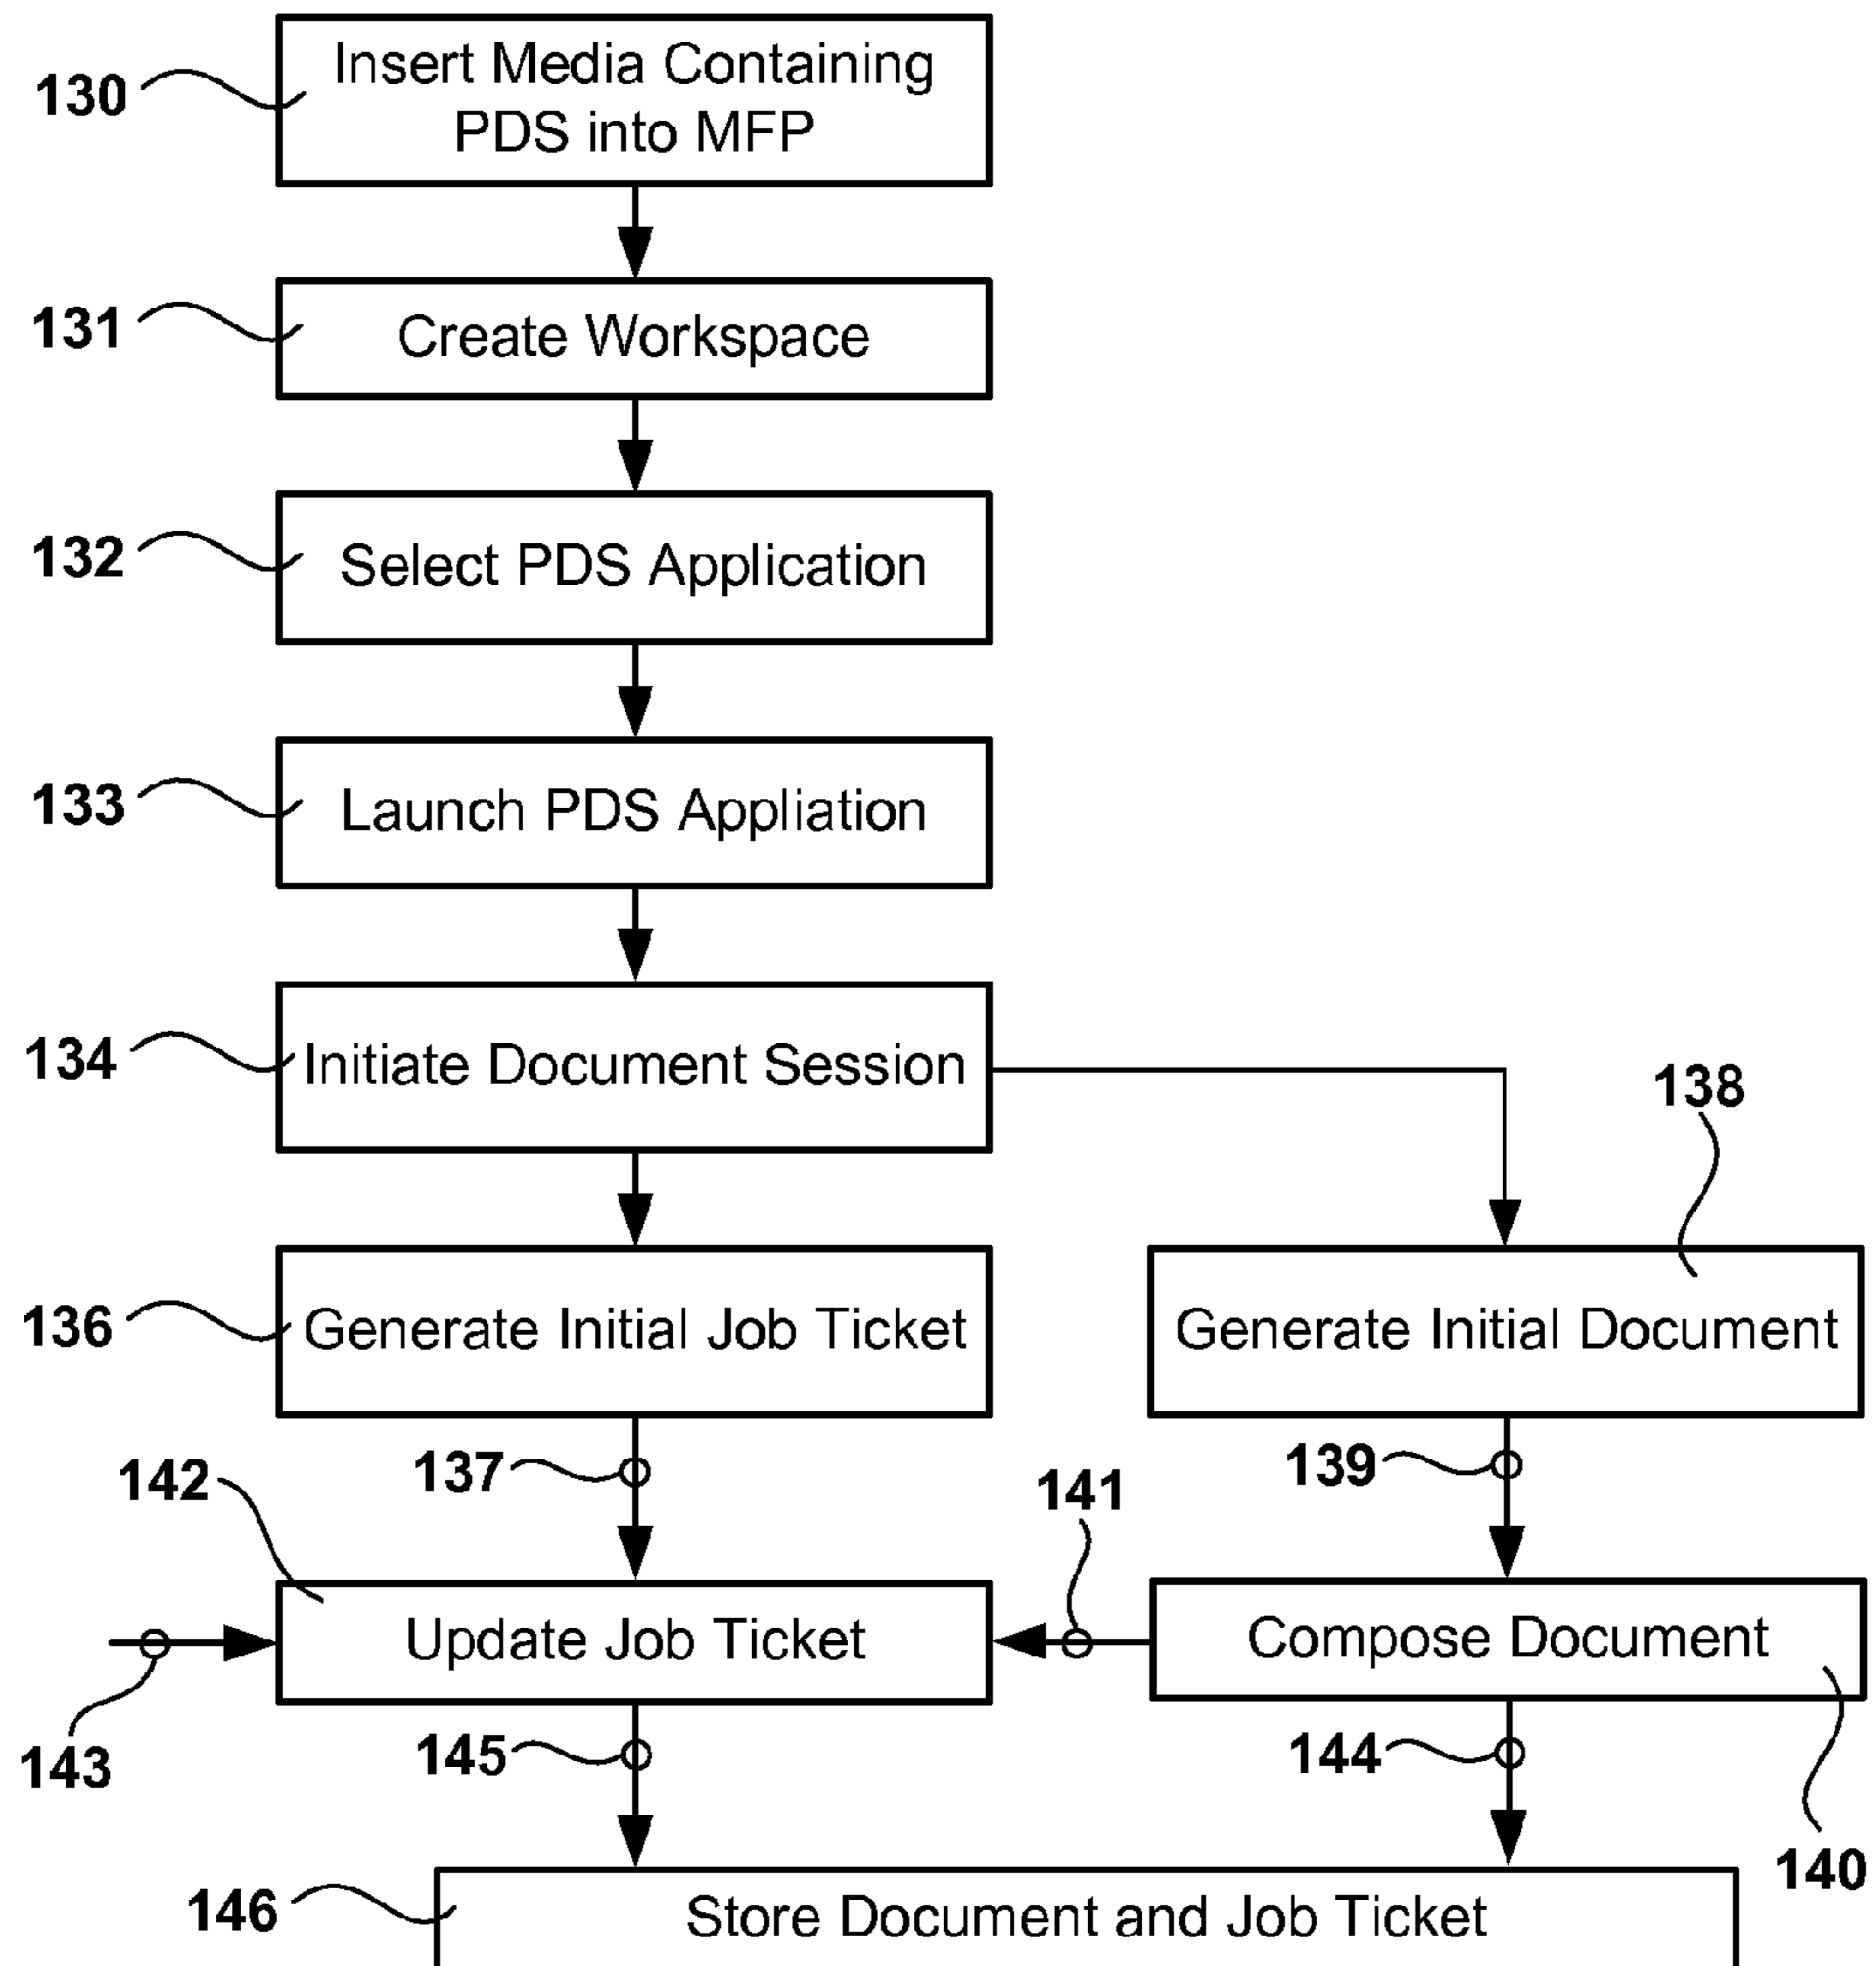 130
Insert Media Containing
PDS into MFP
131
Create Workspace
132
Select PDS Application
133
Launch PDS Appliation
134
Initiate Document Session
138
136
Generate Initial Job Ticket
Generate Initial Document
137
139
142
141
Update Job Ticket
Compose Document
143
145
144
140
146
Store Document and Job Ticket